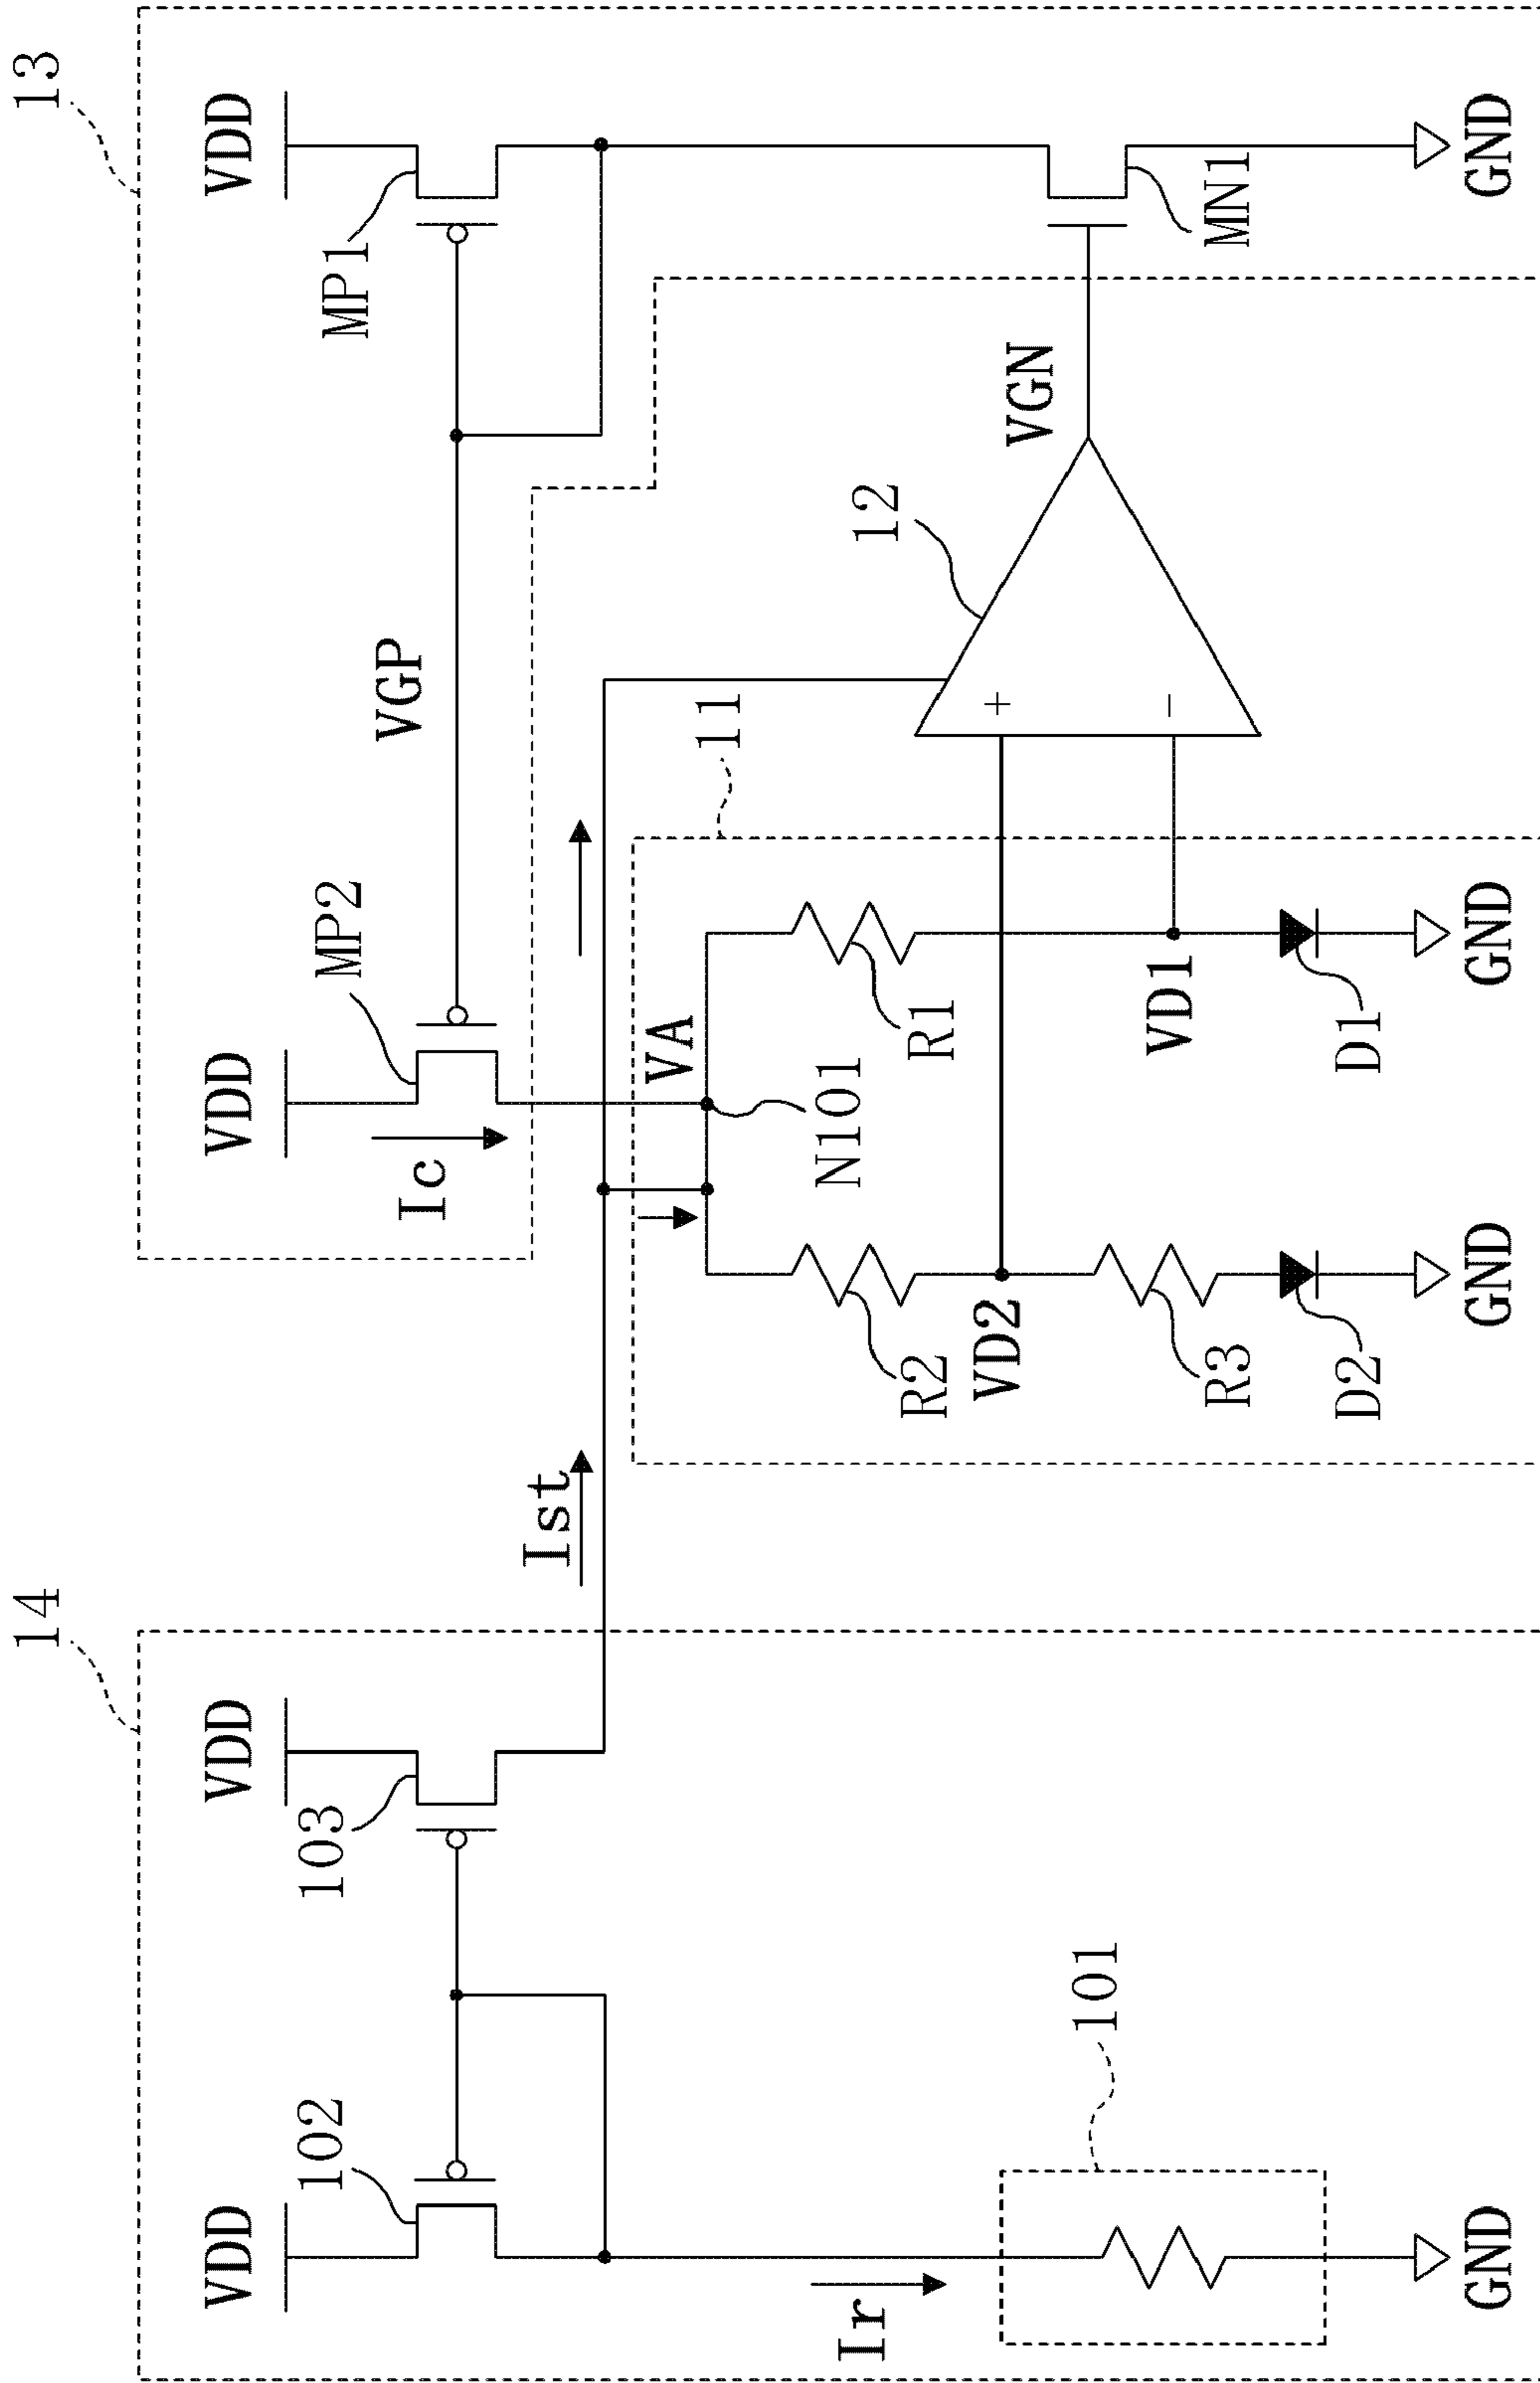 14 13
VDD VDD VDD VDD
102 103 MP2 MP1
Ic VGP
Ist
VA 11
Ir N101 12
R2 R1
VD2 + VGN
101 VD1 −
R3 MN1
D2 D1
GND GND GND GND